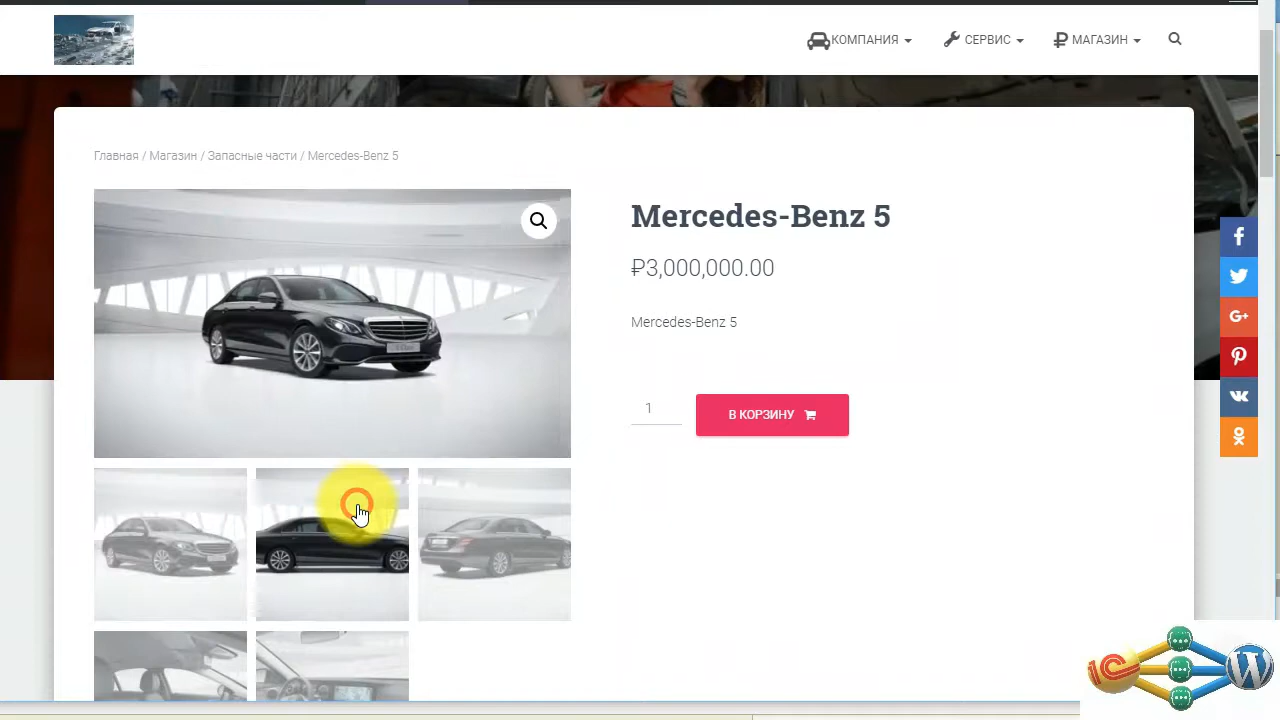 КОМПАНИЯ
СЕРВИС
МАГАЗИН
Главная / Магазин / Запасные части / Mercedes-Benz 5
Mercedes-Benz 5
₽3,000,000.00
Mercedes-Benz 5
1
В КОРЗИНУ